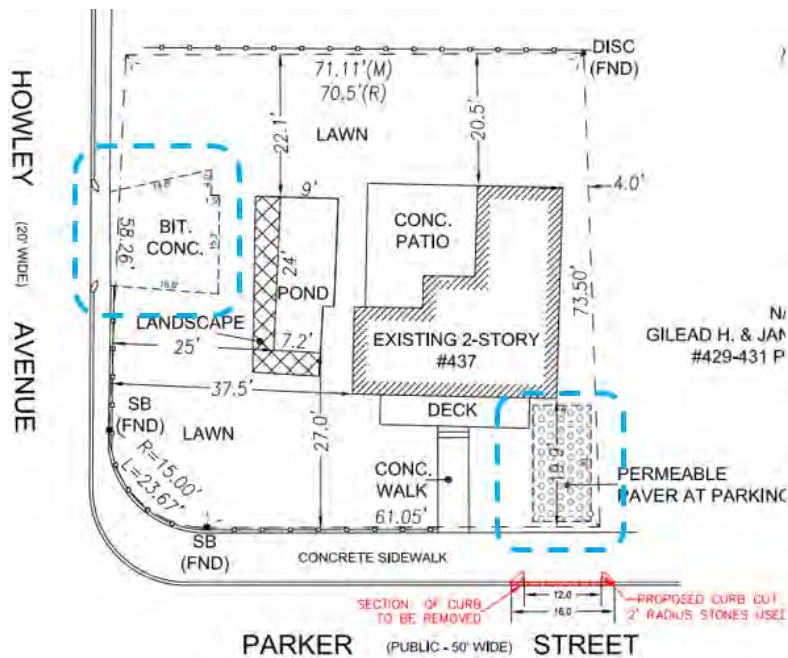 DISC
(FND)
71.11'(M)
70.5'(R)
22.1'
20.5'
LAWN
HOWLEY (20' WIDE) AVENUE
58.26'
BIT.
CONC.
9'
24'
POND
CONC.
PATIO
4.0'
73.50'
LANDSCAPE
25'
7.2'
EXISTING 2-STORY
#437
N/
GILEAD H. & JAN
#429-431 P
37.5'
DECK
SB
(FND)
LAWN
R=15.00'
L=23.67'
27.0'
CONC.
WALK
19.9'
PERMEABLE
PAVER AT PARKING
61.05'
SB
(FND)
CONCRETE SIDEWALK
SECTION OF CURB
TO BE REMOVED
12.0
16.0
PROPOSED CURB CUT
2' RADIUS STONES USED
PARKER (PUBLIC - 50' WIDE) STREET